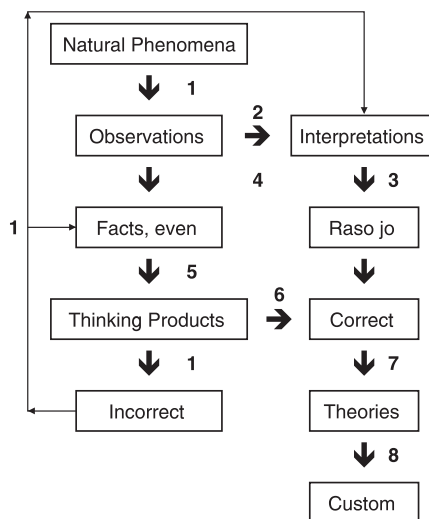 Natural Phenomena
1
2
Observations
Interpretations
4
3
1
Facts, even
Raso jo
5
6
Thinking Products
Correct
1
7
Incorrect
Theories
8
Custom